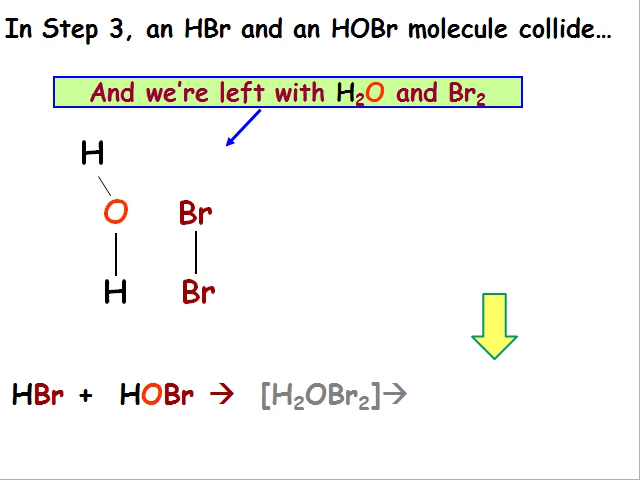 In Step 3, an HBr and an HOBr molecule collide…
And we're left with H₂O and Br₂
H
O Br
H Br
HBr + HOBr → [H₂OBr₂]→